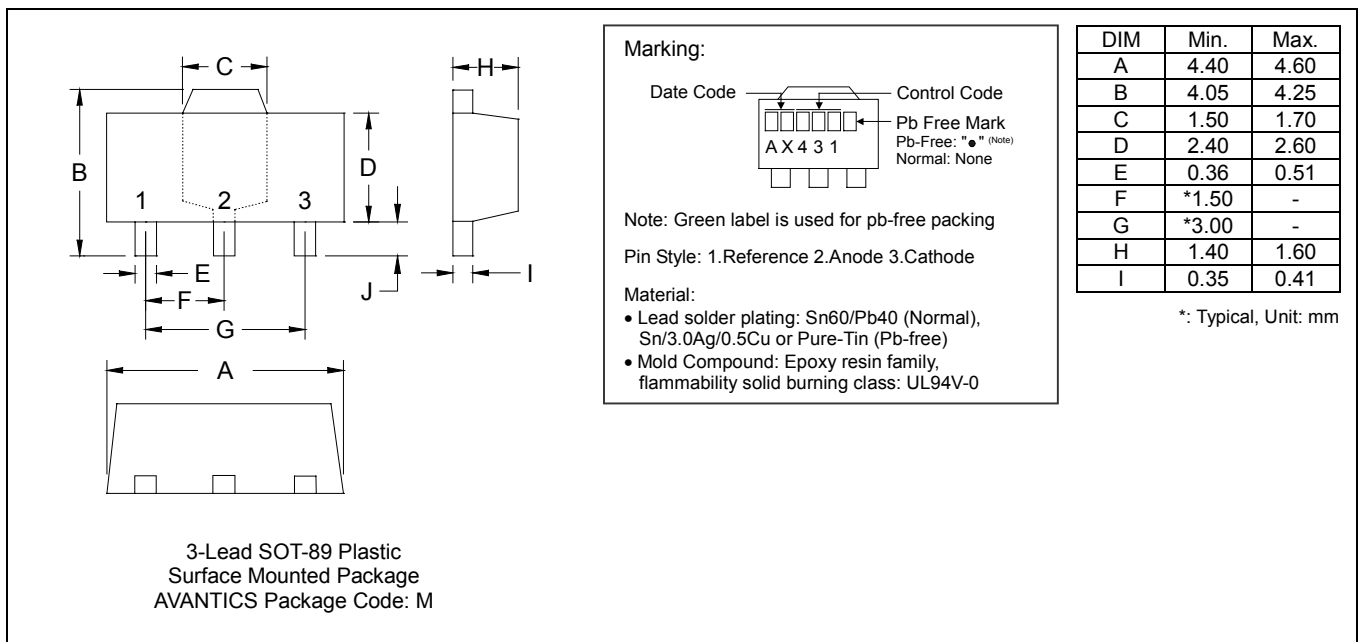 C
H
B
D
1 2 3
E
F
G
J
I
A
3-Lead SOT-89 Plastic
Surface Mounted Package
AVANTICS Package Code: M
Marking:
Date Code
Control Code
Pb Free Mark
Pb-Free: "●" (Note)
Normal: None
A X 4 3 1
Note: Green label is used for pb-free packing
Pin Style: 1.Reference 2.Anode 3.Cathode
Material:
• Lead solder plating: Sn60/Pb40 (Normal),
Sn/3.0Ag/0.5Cu or Pure-Tin (Pb-free)
• Mold Compound: Epoxy resin family,
flammability solid burning class: UL94V-0
DIM Min. Max.
A 4.40 4.60
B 4.05 4.25
C 1.50 1.70
D 2.40 2.60
E 0.36 0.51
F *1.50 -
G *3.00 -
H 1.40 1.60
I 0.35 0.41
*: Typical, Unit: mm